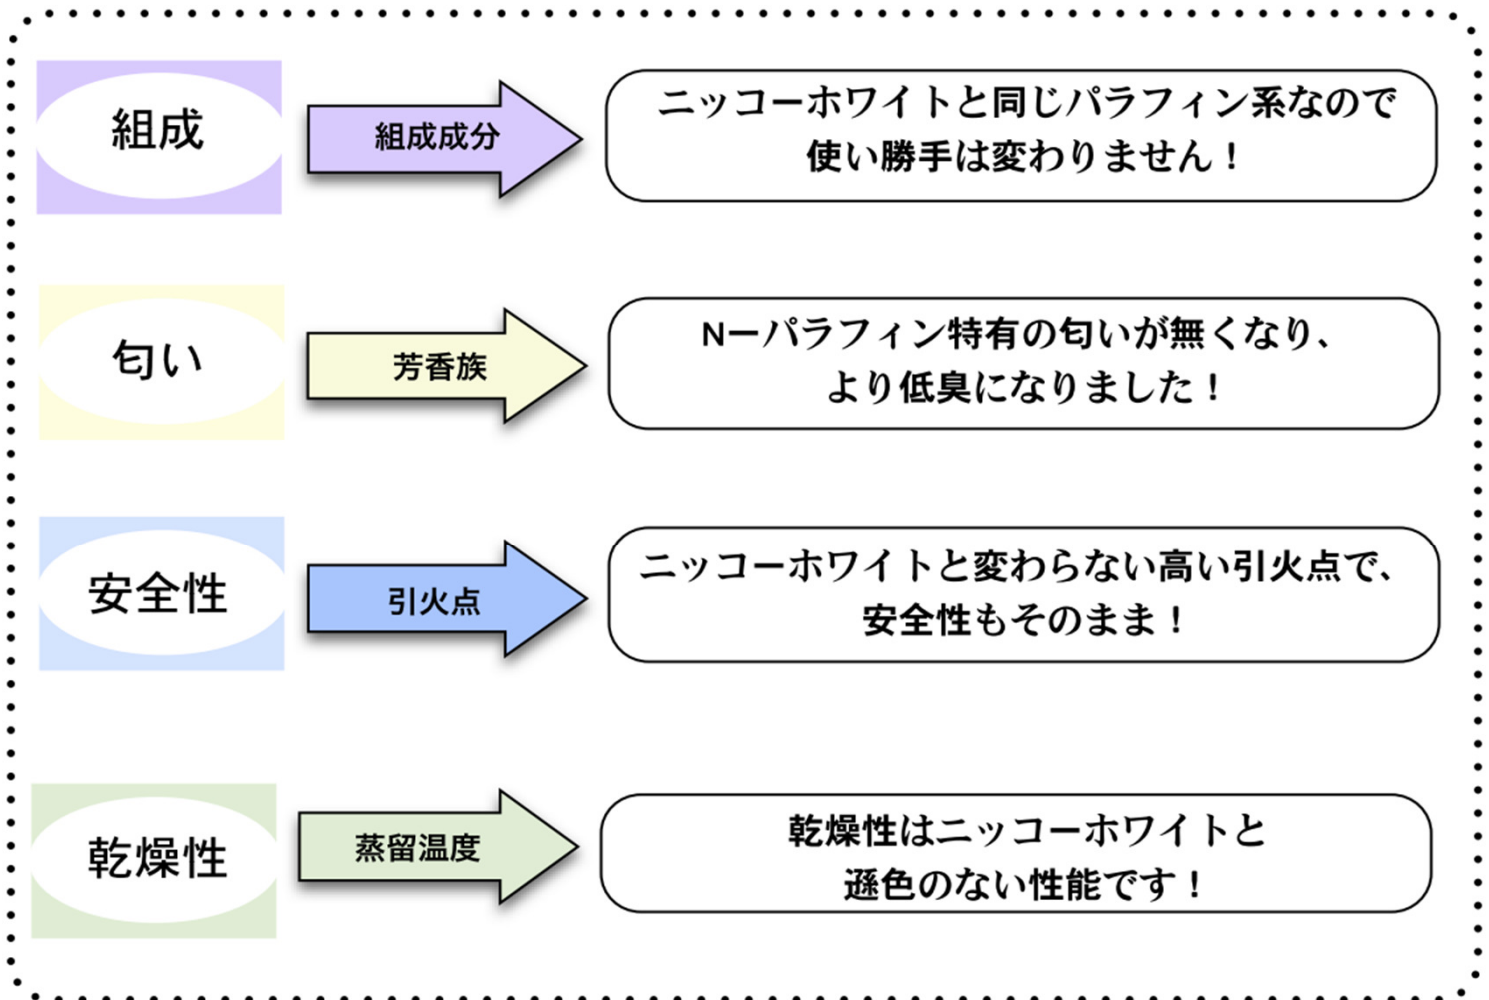 組成
組成成分
ニッコーホワイトと同じパラフィン系なので
使い勝手は変わりません！
匂い
芳香族
Nーパラフィン特有の匂いが無くなり、
より低臭になりました！
安全性
引火点
ニッコーホワイトと変わらない高い引火点で、
安全性もそのまま！
乾燥性
蒸留温度
乾燥性はニッコーホワイトと
遜色のない性能です！